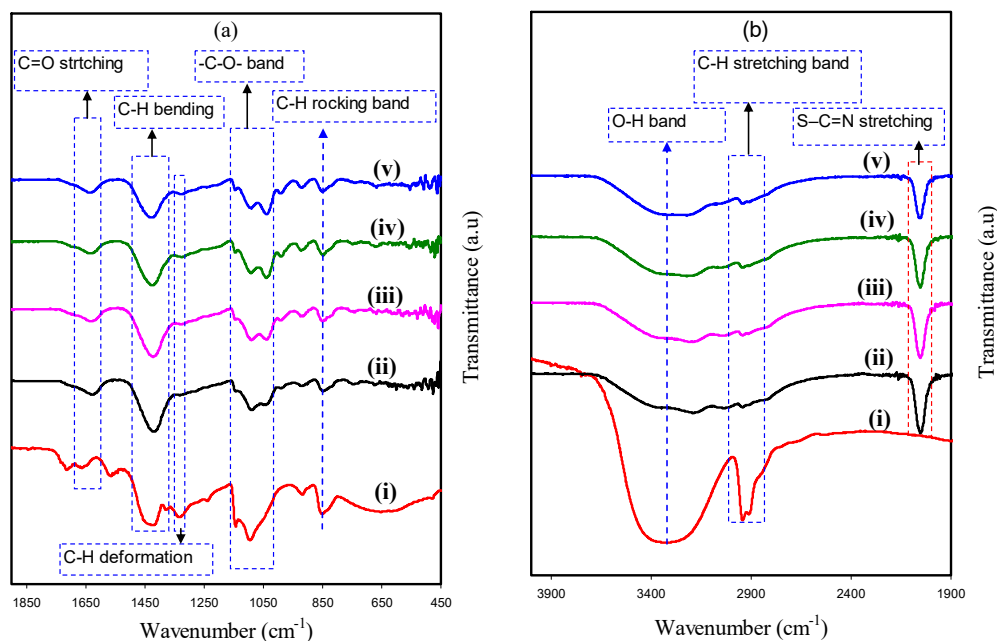 (a)
C=O strtching
-C-O- band
C-H bending
C-H rocking band
(v)
(iv)
(iii)
(ii)
(i)
C-H deformation
Transmittance (a.u)
1850 1650 1450 1250 1050 850 650 450
Wavenumber (cm-1)
(b)
C-H stretching band
O-H band
S–C=N stretching
(v)
(iv)
(iii)
(ii)
(i)
Transmittance (a.u)
3900 3400 2900 2400 1900
Wavenumber (cm-1)